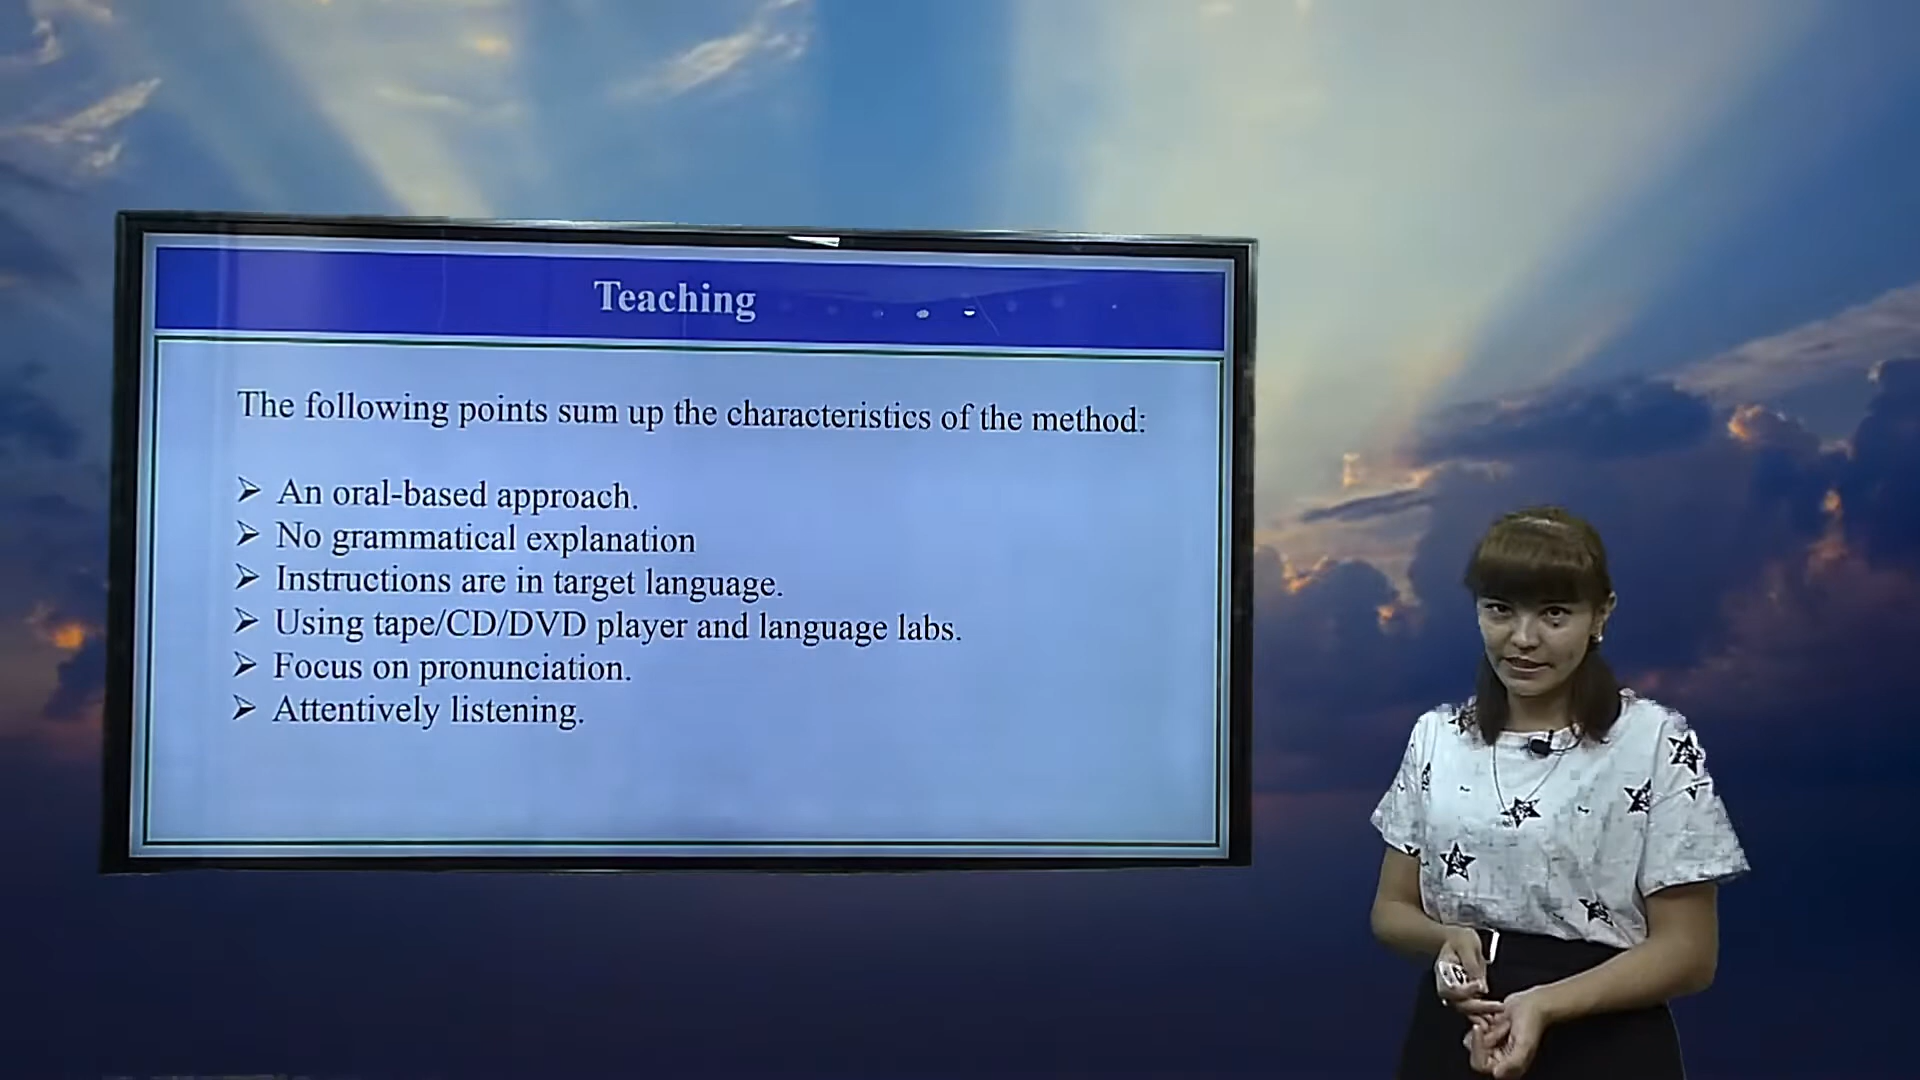 Teaching
The following points sum up the characteristics of the method:
➢ An oral-based approach.
➢ No grammatical explanation
➢ Instructions are in target language.
➢ Using tape/CD/DVD player and language labs.
➢ Focus on pronunciation.
➢ Attentively listening.